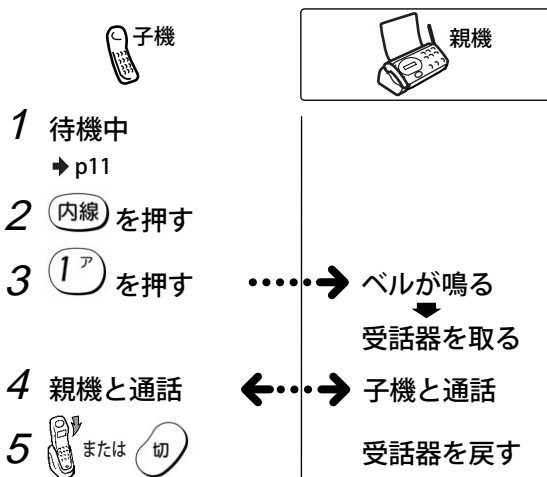 子機
親機
1 待機中
➜ p11
2 内線 を押す
3 1ア を押す
ベルが鳴る
受話器を取る
4 親機と通話
子機と通話
5 または 切
受話器を戻す